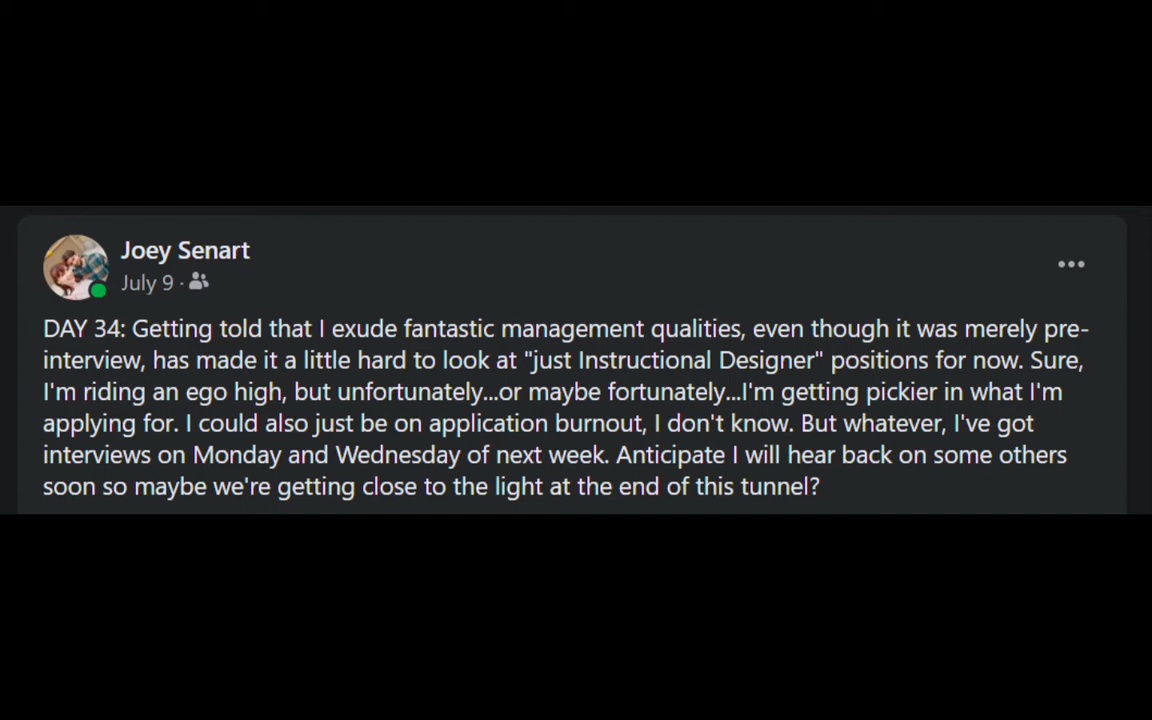 Joey Senart
July 9 ·
DAY 34: Getting told that I exude fantastic management qualities, even though it was merely pre-
interview, has made it a little hard to look at "just Instructional Designer" positions for now. Sure,
I'm riding an ego high, but unfortunately...or maybe fortunately...I'm getting pickier in what I'm
applying for. I could also just be on application burnout, I don't know. But whatever, I've got
interviews on Monday and Wednesday of next week. Anticipate I will hear back on some others
soon so maybe we're getting close to the light at the end of this tunnel?